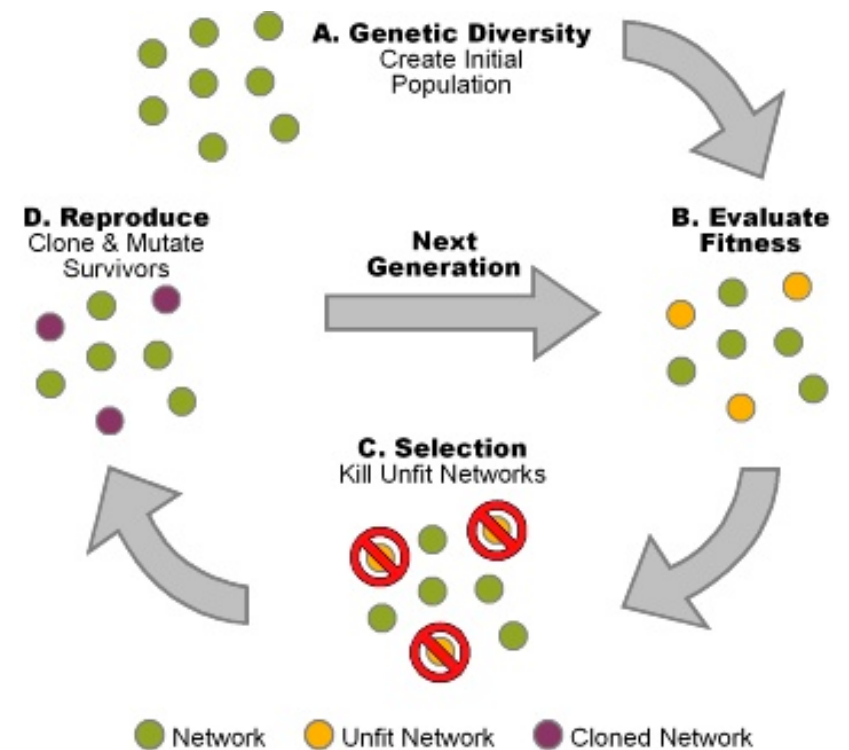 A. Genetic Diversity
Create Initial
Population
D. Reproduce
Clone & Mutate
Survivors
Next
Generation
B. Evaluate
Fitness
C. Selection
Kill Unfit Networks
Network
Unfit Network
Cloned Network